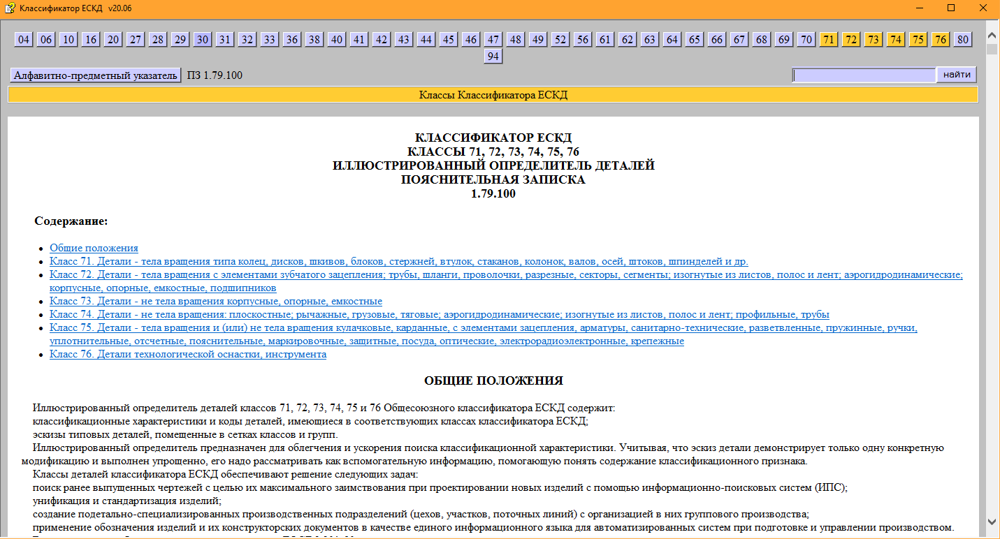 Классификатор ЕСКД v20.06
04 06 10 16 20 27 28 29 30 31 32 33 36 38 40 41 42 43 44 45 46 47 48 49 52 56 61 62 63 64 65 66 67 68 69 70 71 72 73 74 75 76 80
94
Алфавитно-предметный указатель ПЗ 1.79.100 найти
Классы Классификатора ЕСКД
КЛАССИФИКАТОР ЕСКД
КЛАССЫ 71, 72, 73, 74, 75, 76
ИЛЛЮСТРИРОВАННЫЙ ОПРЕДЕЛИТЕЛЬ ДЕТАЛЕЙ
ПОЯСНИТЕЛЬНАЯ ЗАПИСКА
1.79.100
Содержание:
Общие положения
Класс 71. Детали - тела вращения типа колец, дисков, шкивов, блоков, стержней, втулок, стаканов, колонок, валов, осей, штоков, шпинделей и др.
Класс 72. Детали - тела вращения с элементами зубчатого зацепления; трубы, шланги, проволочки, разрезные, секторы, сегменты; изогнутые из листов, полос и лент; аэрогидродинамические;
корпусные, опорные, емкостные, подшипников
Класс 73. Детали - не тела вращения корпусные, опорные, емкостные
Класс 74. Детали - не тела вращения: плоскостные; рычажные, грузовые, тяговые; аэрогидродинамические; изогнутые из листов, полос и лент; профильные, трубы
Класс 75. Детали - тела вращения и (или) не тела вращения кулачковые, карданные, с элементами зацепления, арматуры, санитарно-технические, разветвленные, пружинные, ручки,
уплотнительные, отсчетные, пояснительные, маркировочные, защитные, посуда, оптические, электрорадиоэлектронные, крепежные
Класс 76. Детали технологической оснастки, инструмента
ОБЩИЕ ПОЛОЖЕНИЯ
Иллюстрированный определитель деталей классов 71, 72, 73, 74, 75 и 76 Общесоюзного классификатора ЕСКД содержит:
классификационные характеристики и коды деталей, имеющиеся в соответствующих классах классификатора ЕСКД;
эскизы типовых деталей, помещенные в сетках классов и групп.
Иллюстрированный определитель предназначен для облегчения и ускорения поиска классификационной характеристики. Учитывая, что эскиз детали демонстрирует только одну конкретную
модификацию и выполнен упрощенно, его надо рассматривать как вспомогательную информацию, помогающую понять содержание классификационного признака.
Классы деталей классификатора ЕСКД обеспечивают решение следующих задач:
поиск ранее выпущенных чертежей с целью их максимального заимствования при проектировании новых изделий с помощью информационно-поисковых систем (ИПС);
унификация и стандартизация изделий;
создание подетально-специализированных производственных подразделений (цехов, участков, поточных линий) с организацией в них группового производства;
применение обозначения изделий и их конструкторских документов в качестве единого информационного языка для автоматизированных систем при подготовке и управлении производством.